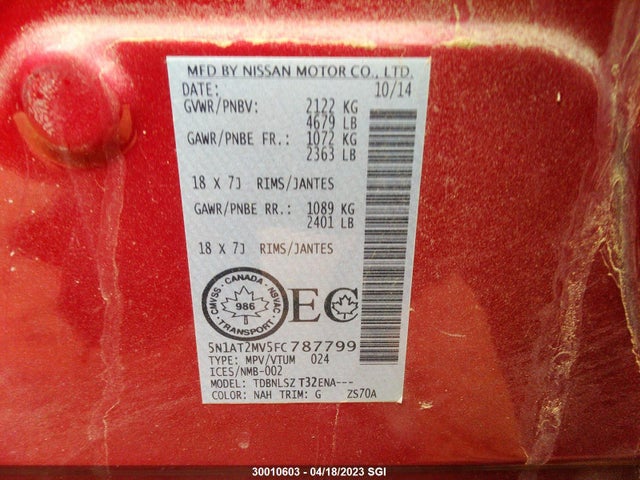 MFD BY NISSAN MOTOR CO., LTD.
DATE: 10/14
GVWR/PNBV: 2122 KG
4679 LB
GAWR/PNBE FR.: 1072 KG
2363 LB
18 X 7J RIMS/JANTES
GAWR/PNBE RR.: 1089 KG
2401 LB
18 X 7J RIMS/JANTES
CANADA
CMVSS NSVAC
986
TRANSPORT
EC
5N1AT2MV5FC787799
TYPE: MPV/VTUM 024
ICES/NMB-002
MODEL: TDBNLSZ T32ENA---
COLOR: NAH TRIM: G ZS70A
30010603 - 04/18/2023 SGI